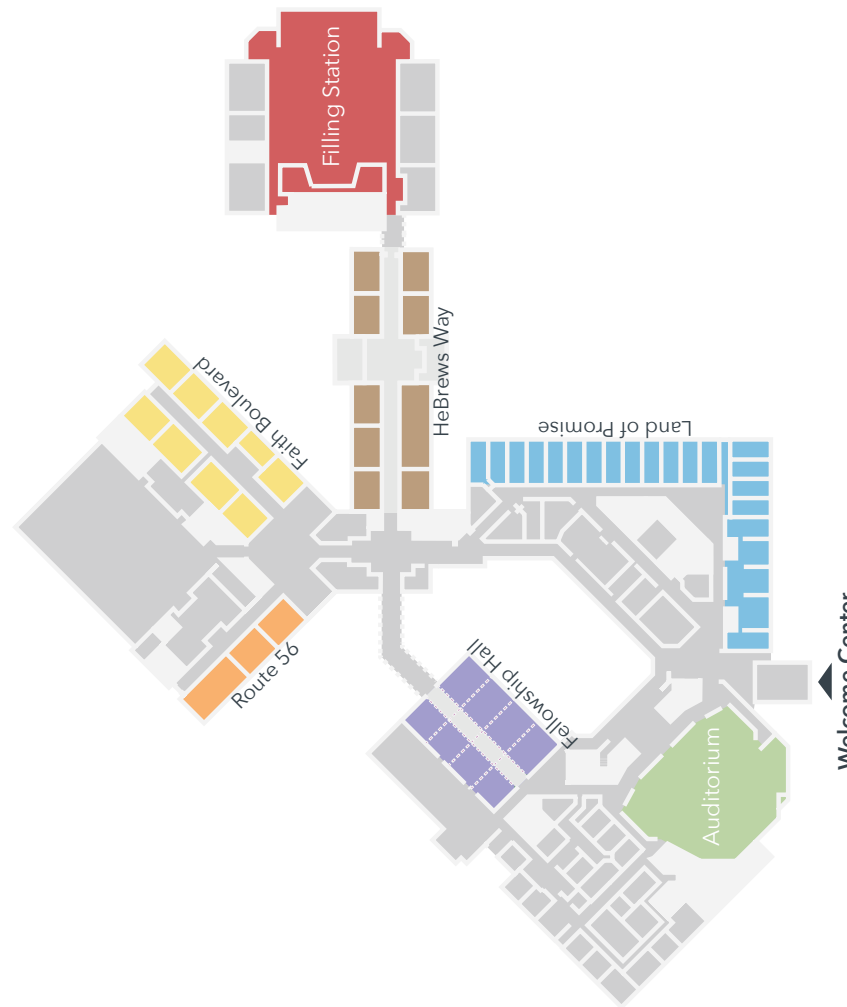 Filling Station
HeBrews Way
Faith Boulevard
Land of Promise
Route 56
Fellowship Hall
Auditorium
Welcome Center